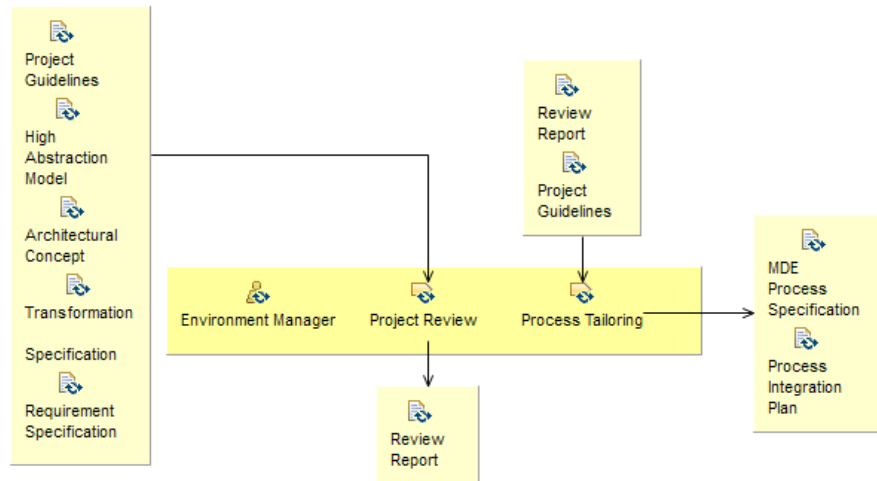 Project
Guidelines
High
Abstraction
Model
Architectural
Concept
Transformation
Specification
Requirement
Specification
Review
Report
Project
Guidelines
Environment Manager
Project Review
Process Tailoring
MDE
Process
Specification
Process
Integration
Plan
Review
Report